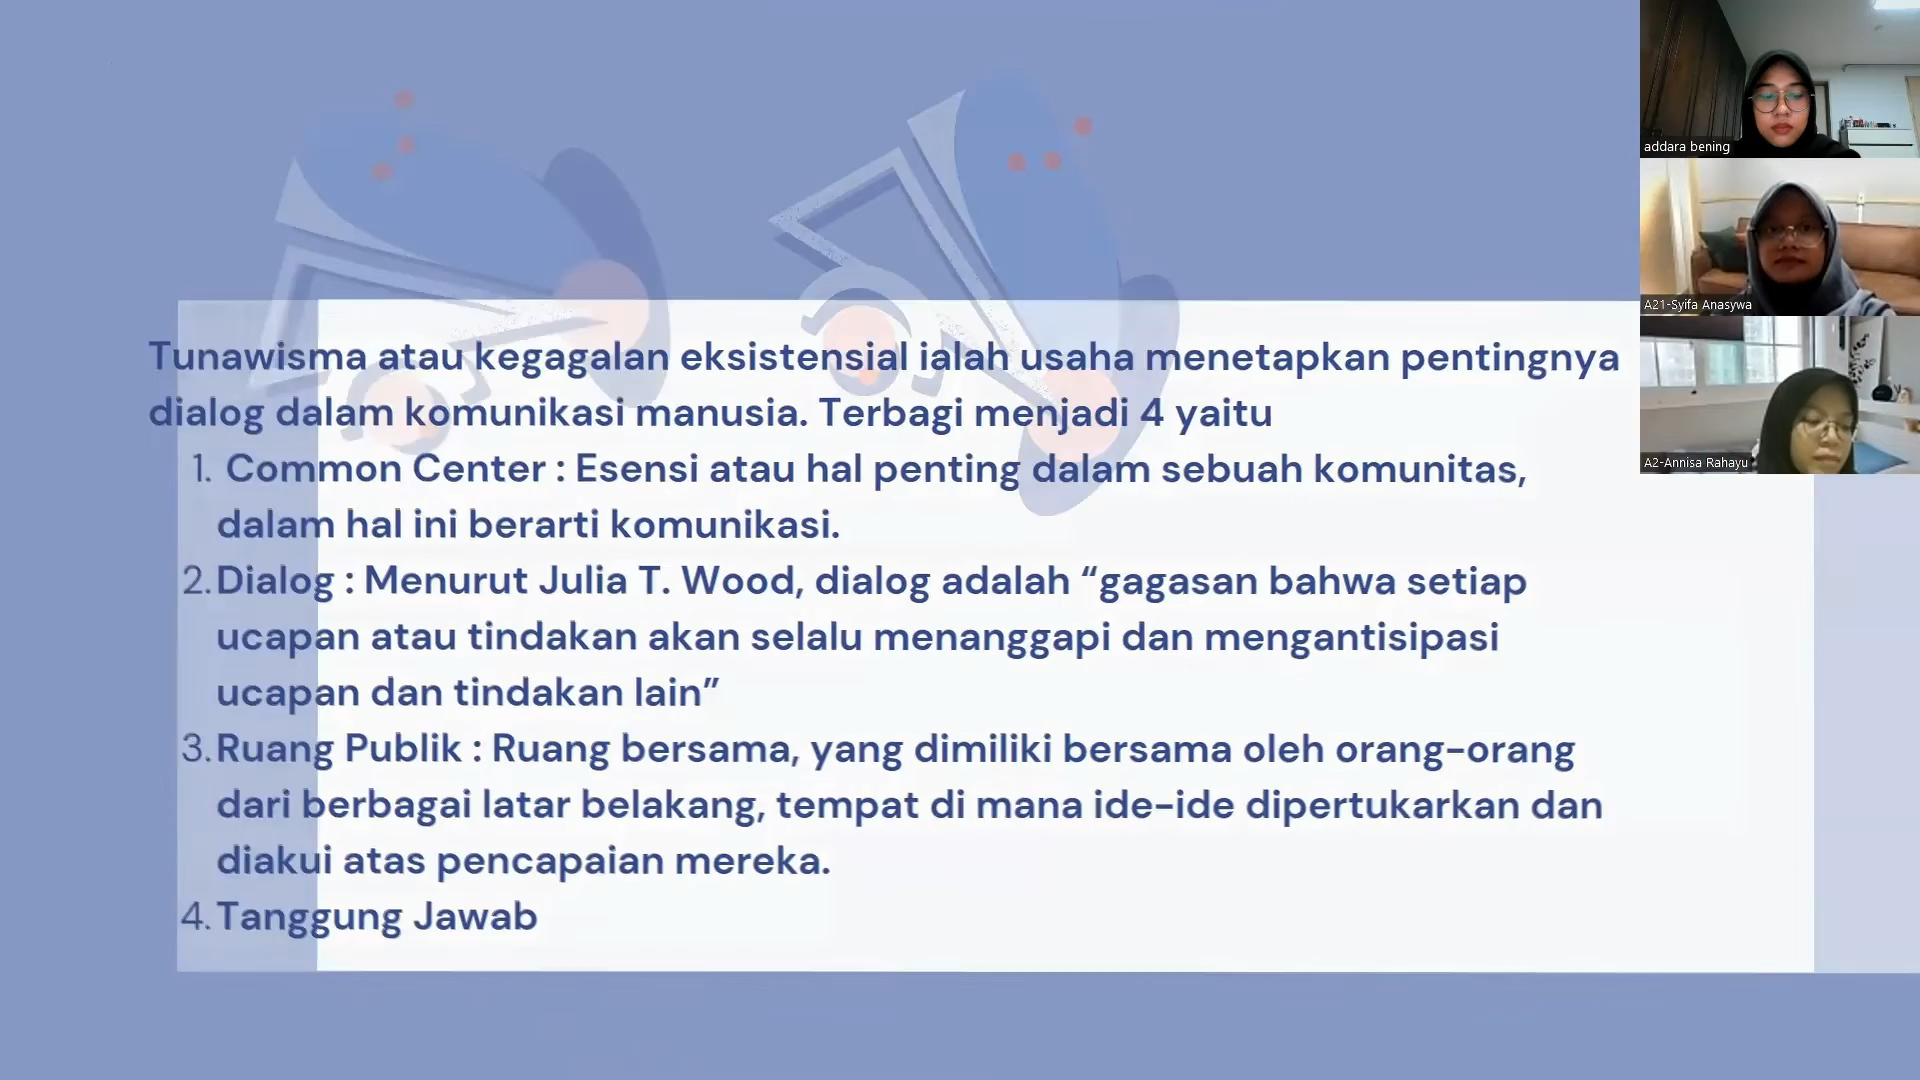 Tunawisma atau kegagalan eksistensial ialah usaha menetapkan pentingnya
dialog dalam komunikasi manusia. Terbagi menjadi 4 yaitu
1. Common Center : Esensi atau hal penting dalam sebuah komunitas,
dalam hal ini berarti komunikasi.
2. Dialog : Menurut Julia T. Wood, dialog adalah “gagasan bahwa setiap
ucapan atau tindakan akan selalu menanggapi dan mengantisipasi
ucapan dan tindakan lain”
3. Ruang Publik : Ruang bersama, yang dimiliki bersama oleh orang-orang
dari berbagai latar belakang, tempat di mana ide-ide dipertukarkan dan
diakui atas pencapaian mereka.
4. Tanggung Jawab
addara bening
A21-Syifa Anasywa
A2-Annisa Rahayu